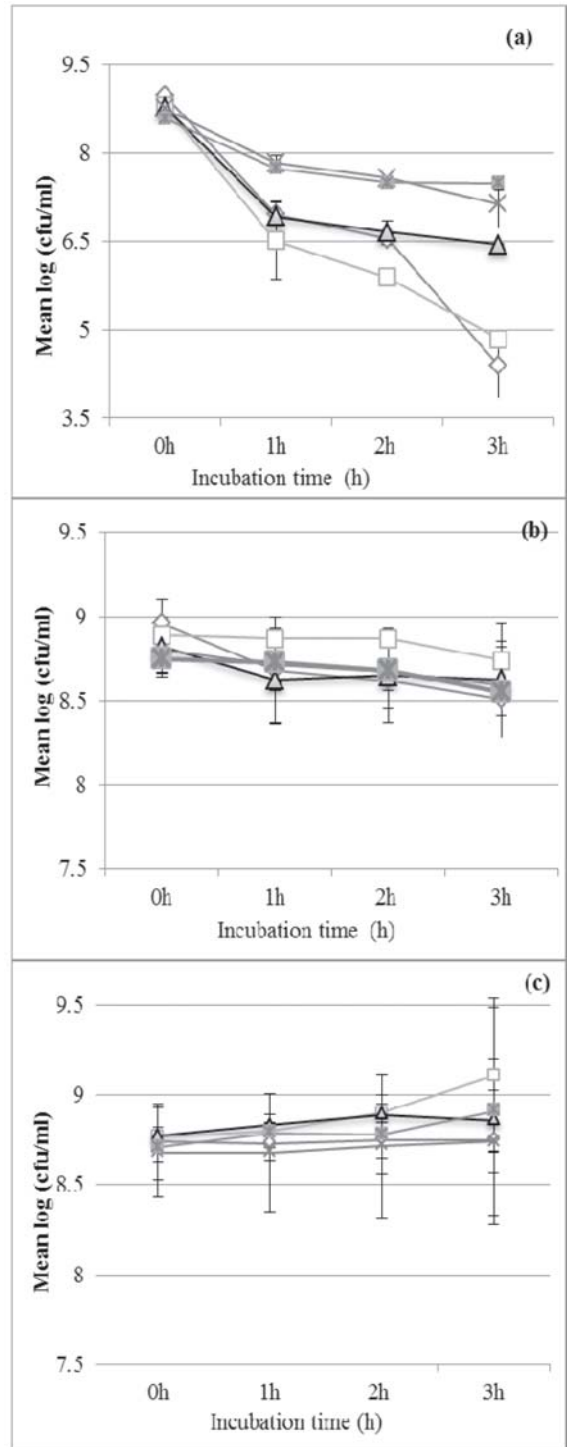 (a)
9.5
8
6.5
5
3.5
Mean log (cfu/ml)
0h 1h 2h 3h
Incubation time (h)
(b)
9.5
9
8.5
8
7.5
Mean log (cfu/ml)
0h 1h 2h 3h
Incubation time (h)
(c)
9.5
9
8.5
8
7.5
Mean log (cfu/ml)
0h 1h 2h 3h
Incubation time (h)